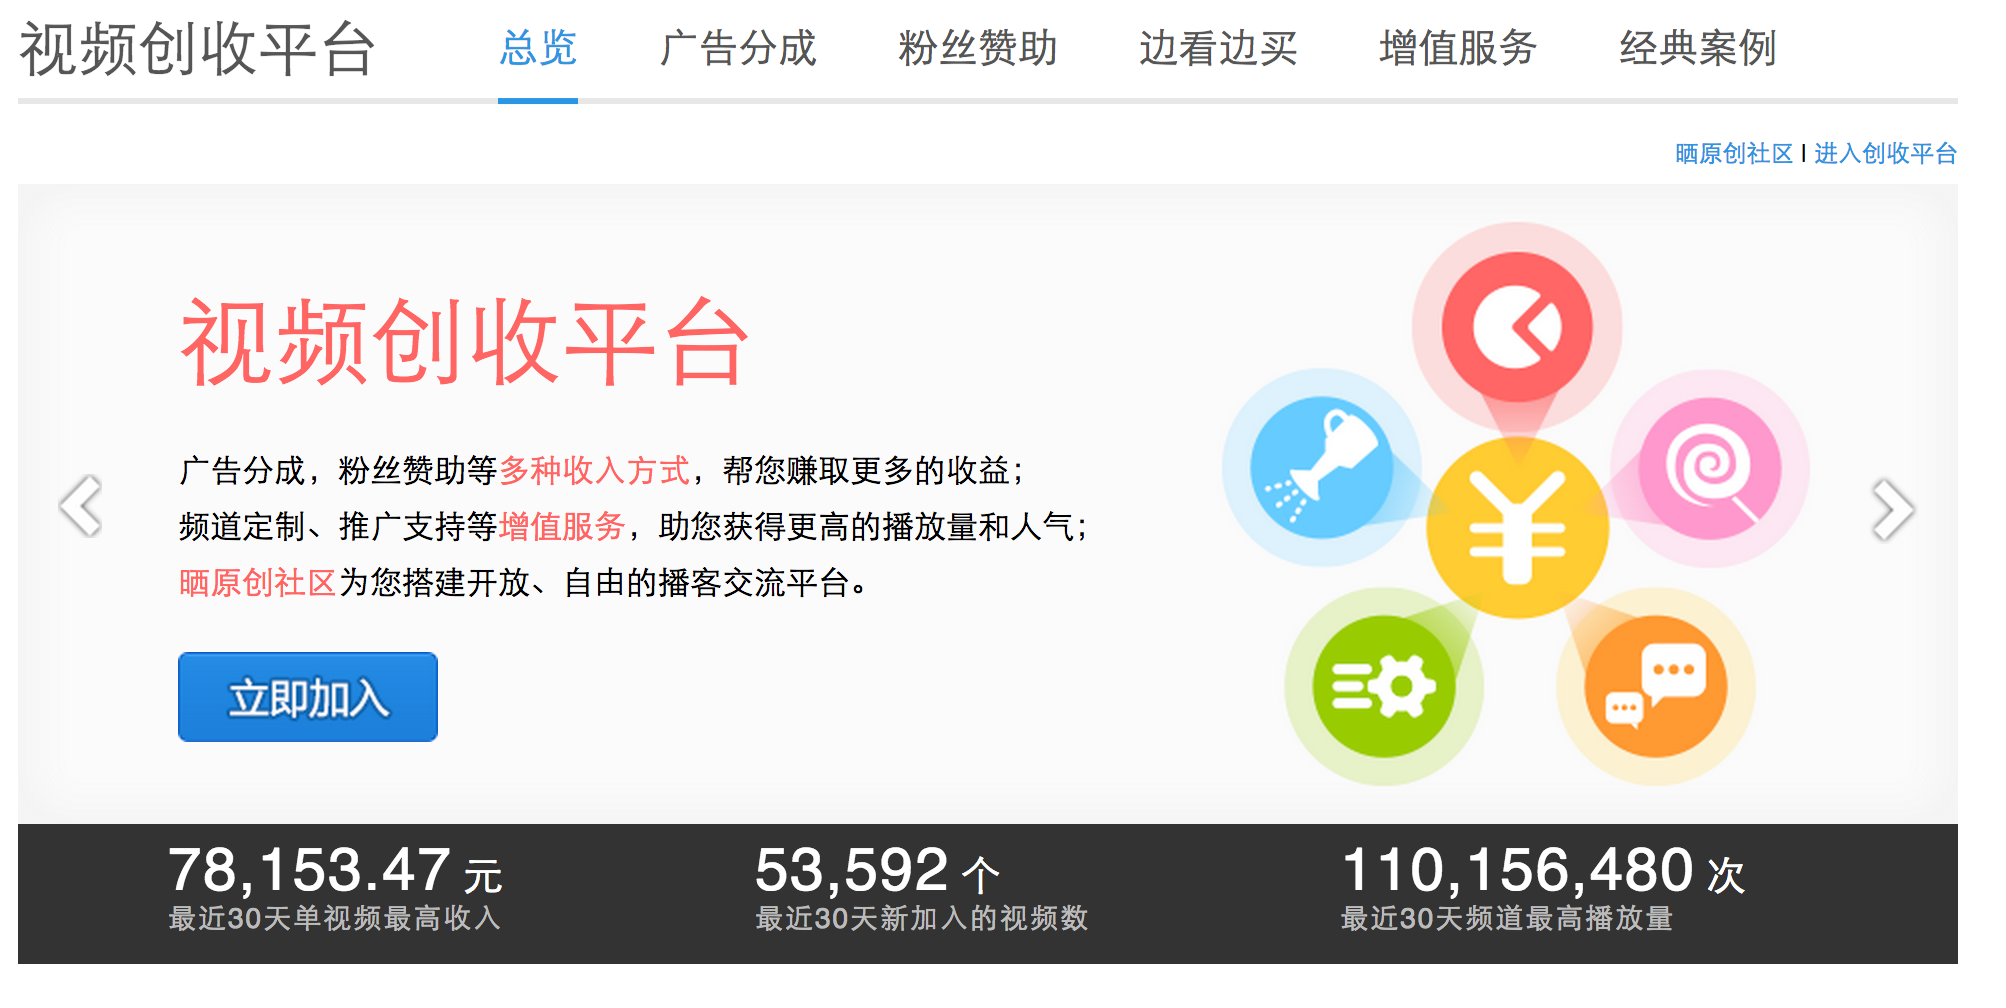 视频创收平台 总览 广告分成 粉丝赞助 边看边买 增值服务 经典案例
晒原创社区 | 进入创收平台
视频创收平台
广告分成，粉丝赞助等多种收入方式，帮您赚取更多的收益；
频道定制、推广支持等增值服务，助您获得更高的播放量和人气；
晒原创社区为您搭建开放、自由的播客交流平台。
¥
立即加入
78,153.47 元 53,592 个 110,156,480 次
最近30天单视频最高收入 最近30天新加入的视频数 最近30天频道最高播放量